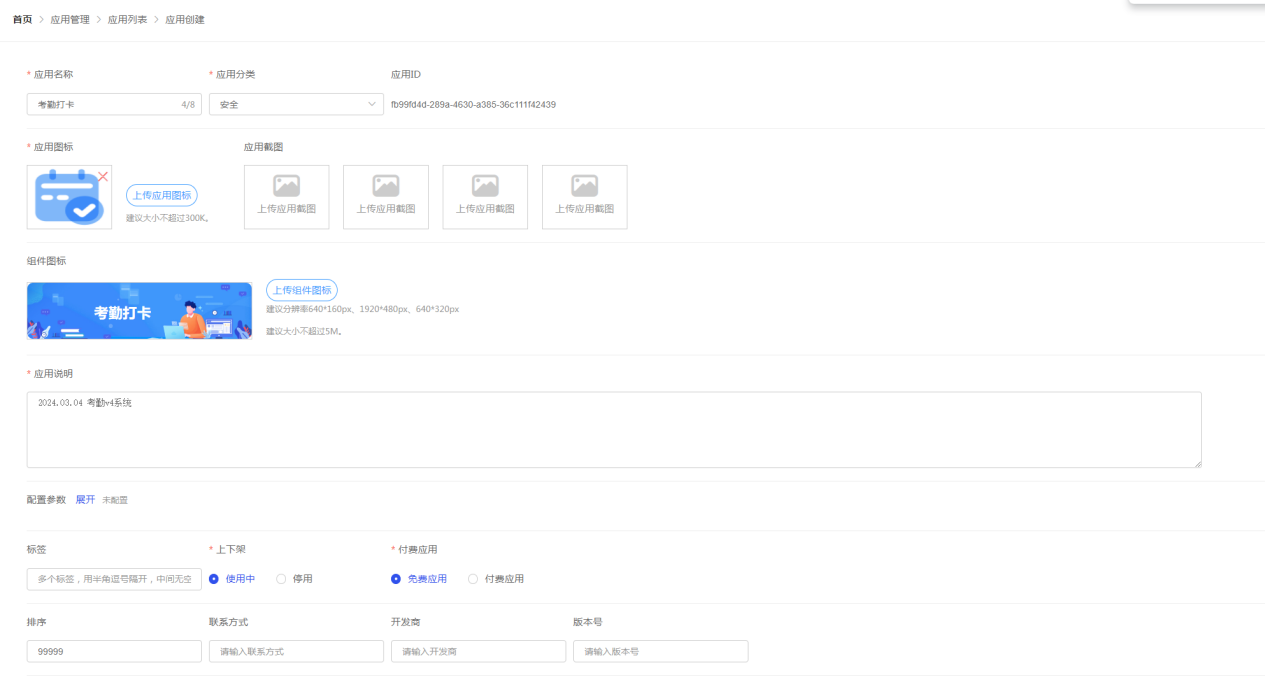 首页 > 应用管理 > 应用列表 > 应用创建
* 应用名称 * 应用分类 应用ID
考勤打卡 4/8 安全 fb99fd4d-289a-4630-a385-36c111f42439
* 应用图标 应用截图
上传应用图标
建议大小不超过300K。
上传应用截图 上传应用截图 上传应用截图 上传应用截图
组件图标
考勤打卡
上传组件图标
建议分辨率640*160px、1920*480px、640*320px
建议大小不超过5M。
* 应用说明
2024.03.04 考勤v4系统
配置参数 展开 未配置
标签 * 上下架 * 付费应用
多个标签，用半角逗号隔开，中间无空 使用中 停用 免费应用 付费应用
排序 联系方式 开发商 版本号
99999 请输入联系方式 请输入开发商 请输入版本号